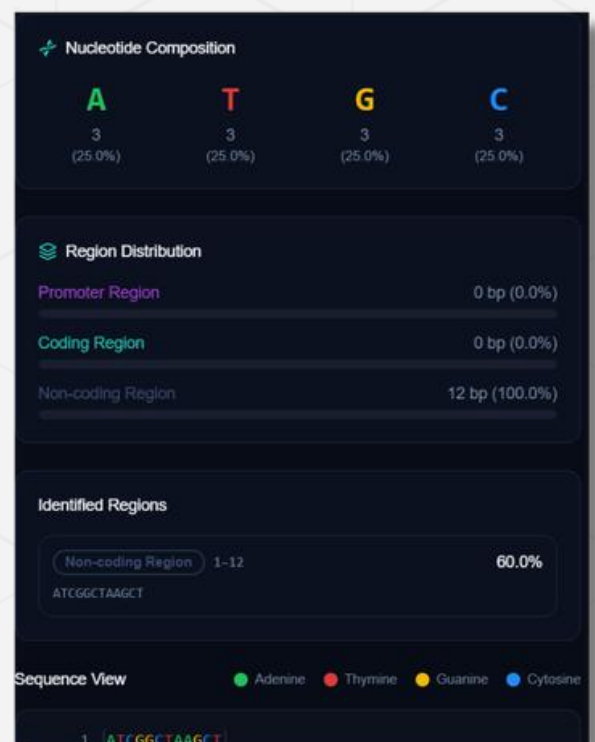 Nucleotide Composition
A T G C
3 3 3 3
(25.0%) (25.0%) (25.0%) (25.0%)
Region Distribution
Promoter Region 0 bp (0.0%)
Coding Region 0 bp (0.0%)
Non-coding Region 12 bp (100.0%)
Identified Regions
Non-coding Region 1-12 60.0%
ATCGGCTAAGCT
Sequence View Adenine Thymine Guanine Cytosine
1 ATCGGCTAAGCT